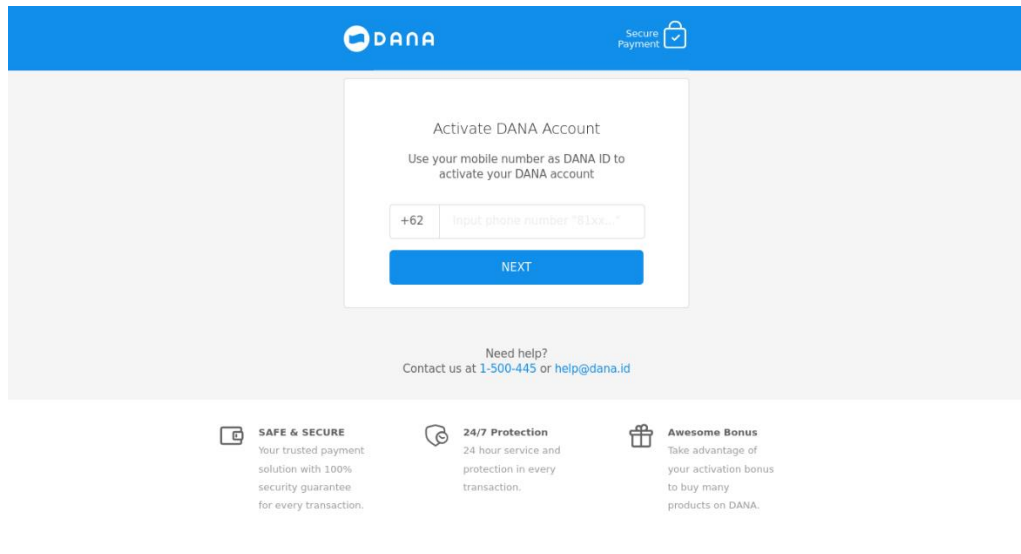 DANA
Secure
Payment
Activate DANA Account
Use your mobile number as DANA ID to
activate your DANA account
+62
Input phone number "81xx..."
NEXT
Need help?
Contact us at 1-500-445 or help@dana.id
SAFE & SECURE
Your trusted payment
solution with 100%
security guarantee
for every transaction.
24/7 Protection
24 hour service and
protection in every
transaction.
Awesome Bonus
Take advantage of
your activation bonus
to buy many
products on DANA.